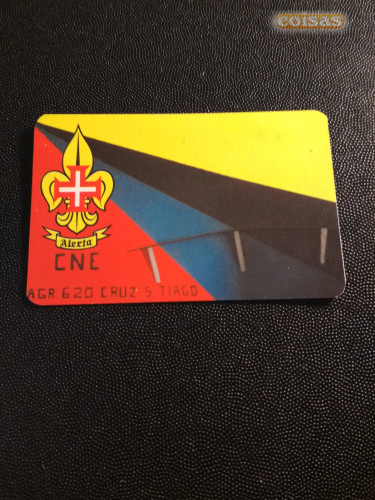 coisas
Alerta
CNE
AGR 620 CRUZ S TIAGO